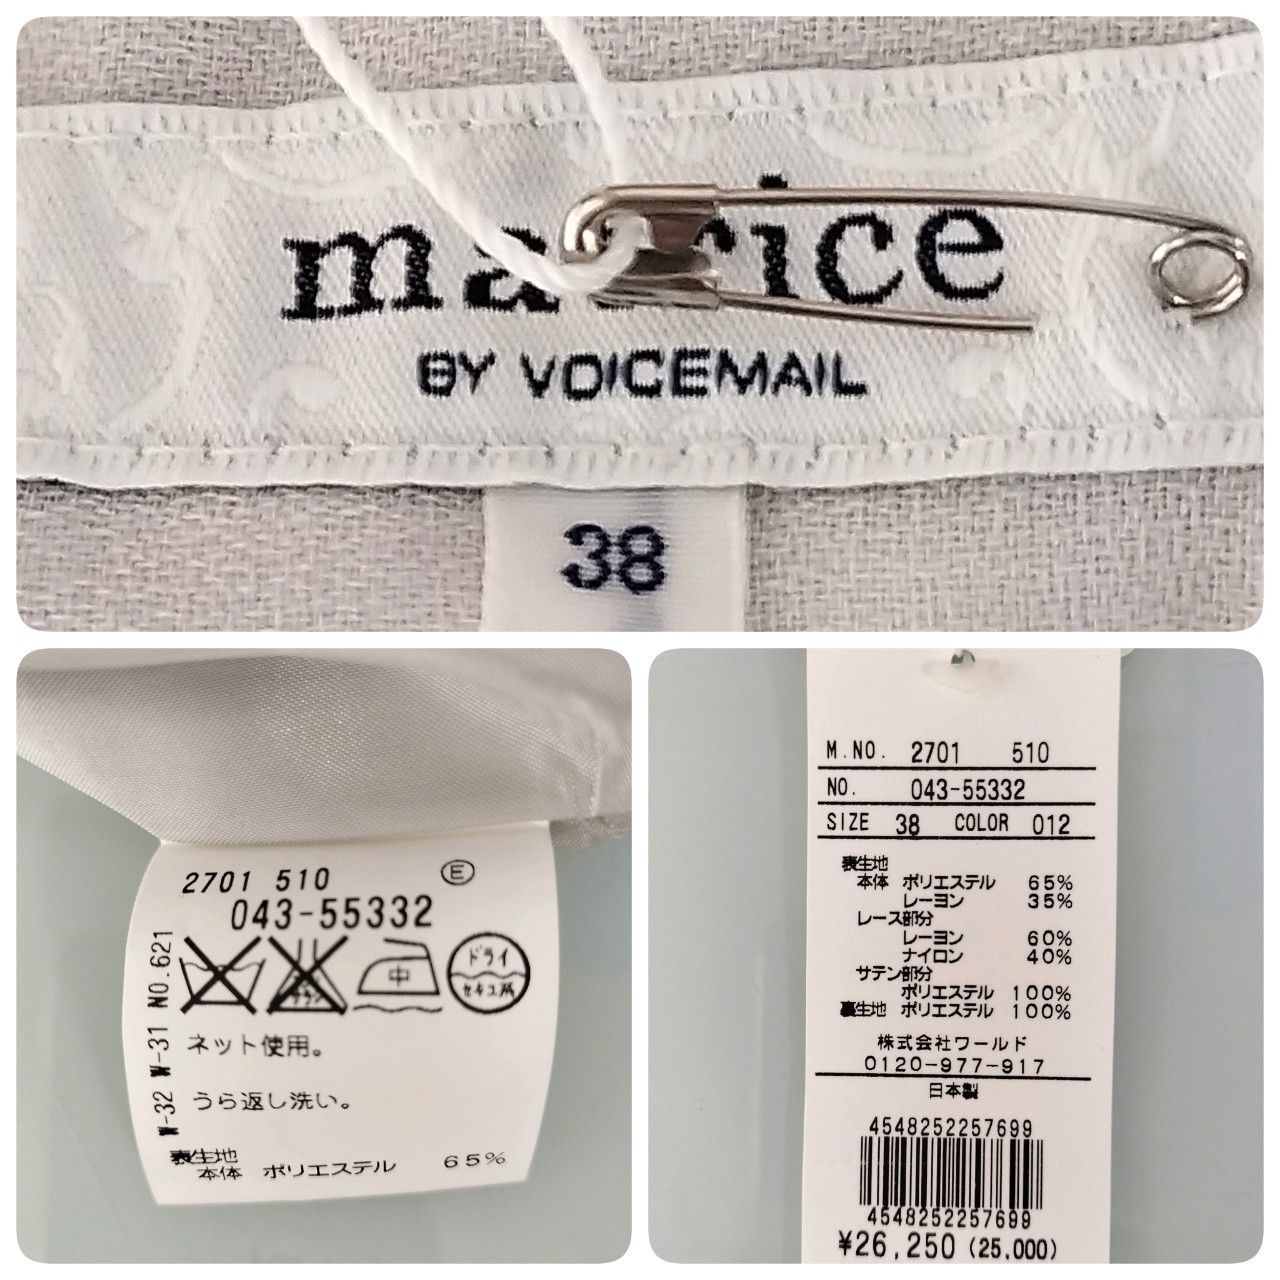 BY VOICEMAIL
38
2701 510 E
043-55332
中
ドライ
セキユ系
ネット使用。
うら返し洗い。
W-32 W-31 NO.621
表生地
本体 ポリエステル 65%
M.NO. 2701 510
NO. 043-55332
SIZE 38 COLOR 012
表生地
本体 ポリエステル 65%
レーヨン 35%
レース部分
レーヨン 60%
ナイロン 40%
サテン部分
ポリエステル 100%
裏生地 ポリエステル 100%
株式会社ワールド
0120-977-917
日本製
4548252257699
4548252257699
¥26,250 (25,000)